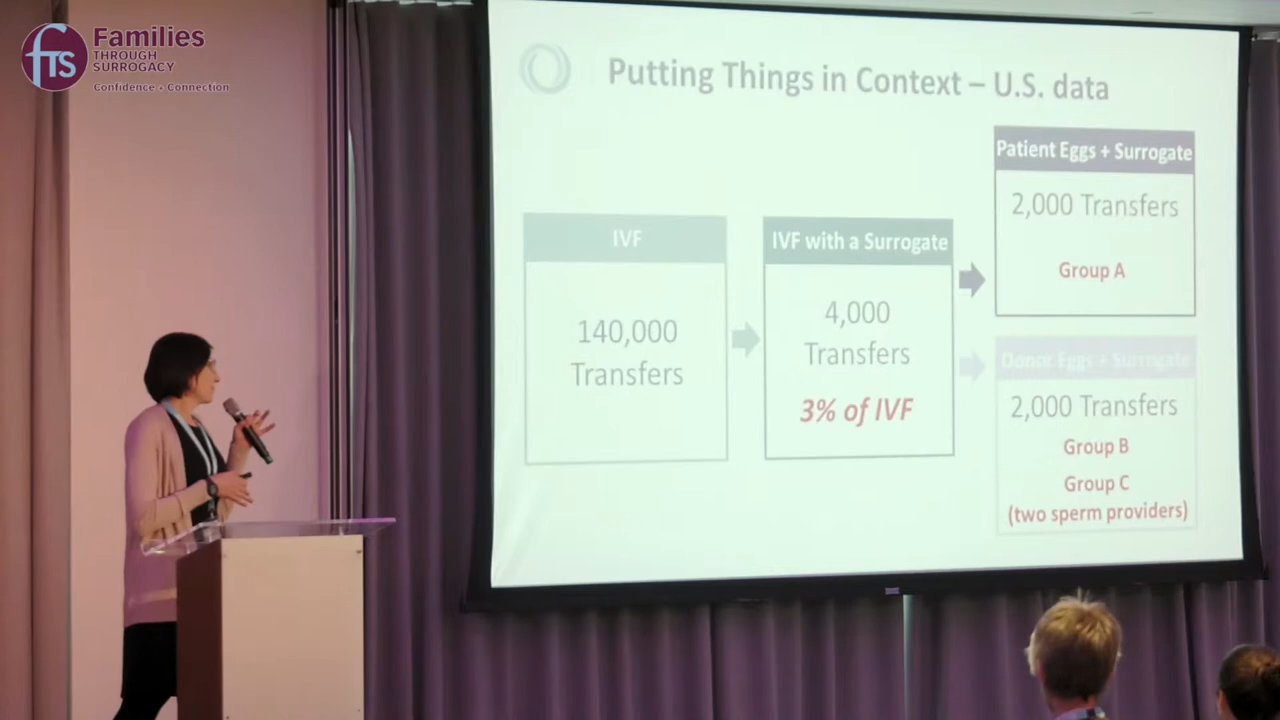 fTS
Families
THROUGH
SURROGACY
Confidence + Connection
Putting Things in Context – U.S. data
IVF
140,000
Transfers
IVF with a Surrogate
4,000
Transfers
3% of IVF
Patient Eggs + Surrogate
2,000 Transfers
Group A
Donor Eggs + Surrogate
2,000 Transfers
Group B
Group C
(two sperm providers)